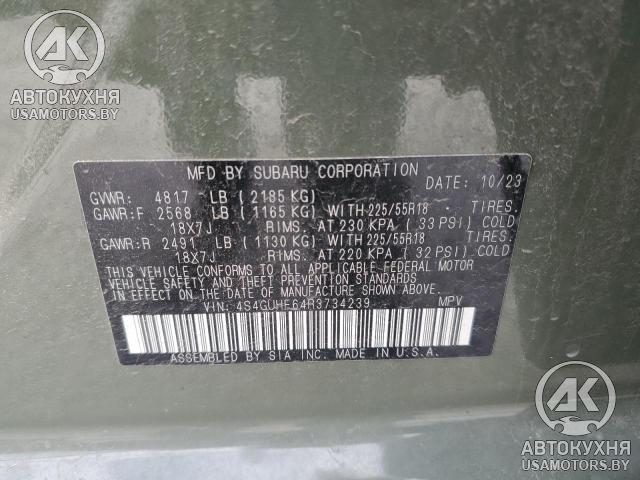 AK
АВТОКУХНЯ
USAMOTORS.BY
MFD BY SUBARU CORPORATION
DATE: 10/23
GVWR: 4817 LB (2185 KG)
GAWR:F 2568 LB (1165 KG) WITH 225/55R18 TIRES.
18X7J RIMS. AT 230 KPA (33 PSI) COLD
GAWR:R 2491 LB (1130 KG) WITH 225/55R18 TIRES.
18X7J RIMS. AT 220 KPA (32 PSI) COLD
THIS VEHICLE CONFORMS TO ALL APPLICABLE FEDERAL MOTOR
VEHICLE SAFETY AND THEFT PREVENTION STANDARDS
IN EFFECT ON THE DATE OF MANUFACTURE SHOWN ABOVE.
VIN: 4S4GUHF64R3734239 MPV
ASSEMBLED BY SIA INC. MADE IN U.S.A.
AK
АВТОКУХНЯ
USAMOTORS.BY